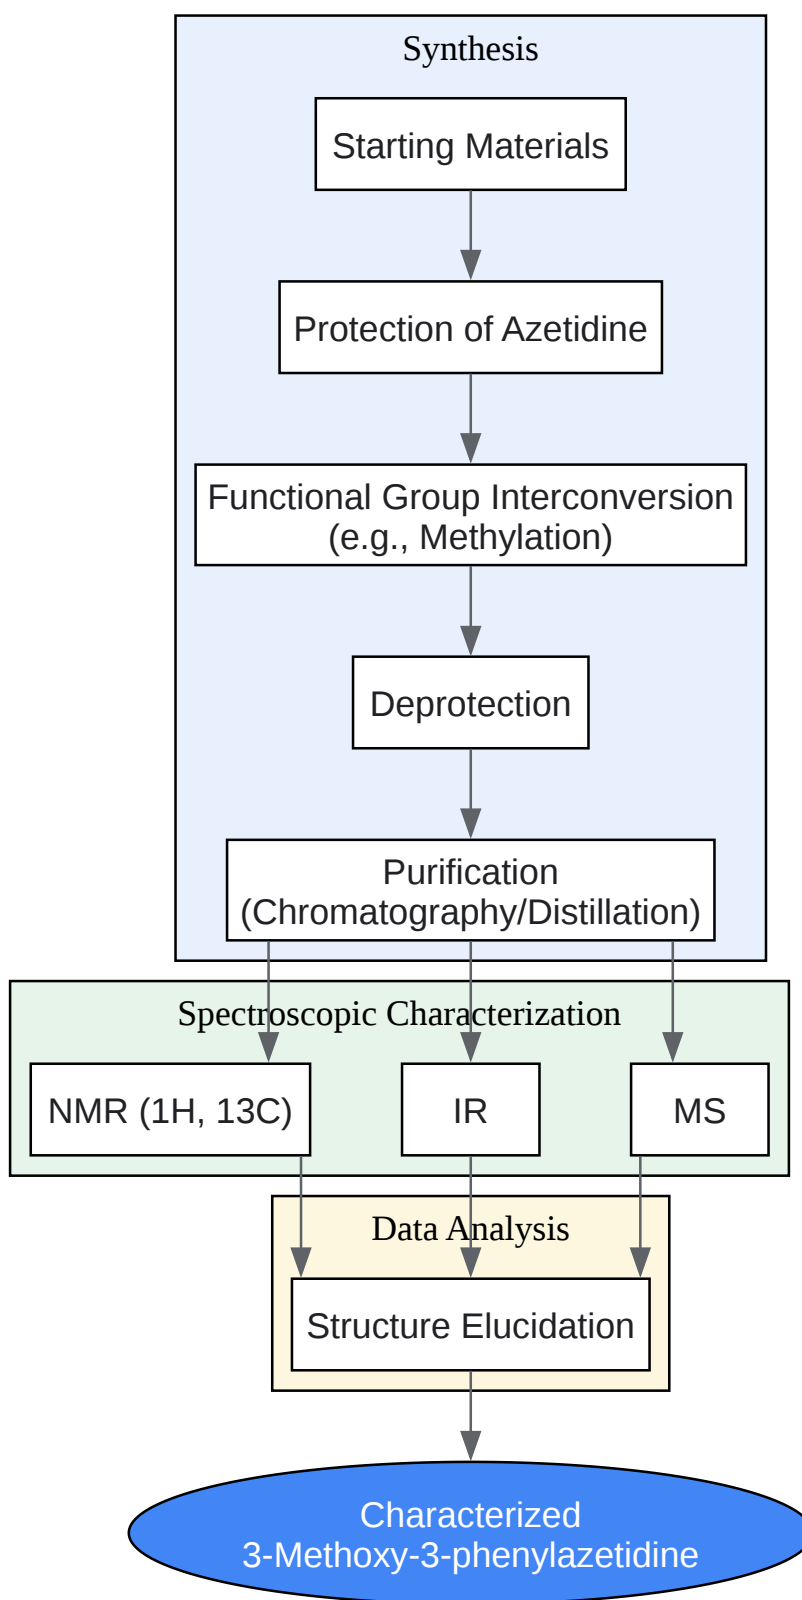 Synthesis
Starting Materials
Protection of Azetidine
Functional Group Interconversion
(e.g., Methylation)
Deprotection
Purification
(Chromatography/Distillation)
Spectroscopic Characterization
NMR (1H, 13C)
IR
MS
Data Analysis
Structure Elucidation
Characterized
3-Methoxy-3-phenylazetidine